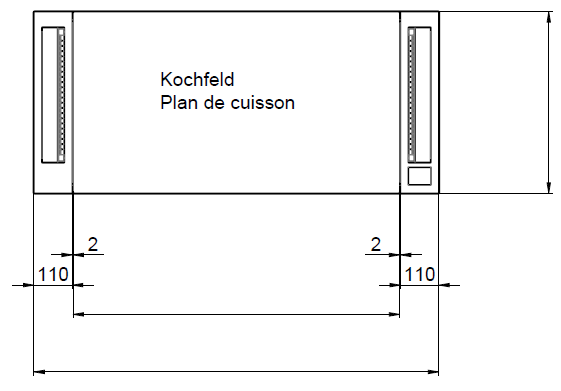 Kochfeld
Plan de cuisson
2 2
110 110